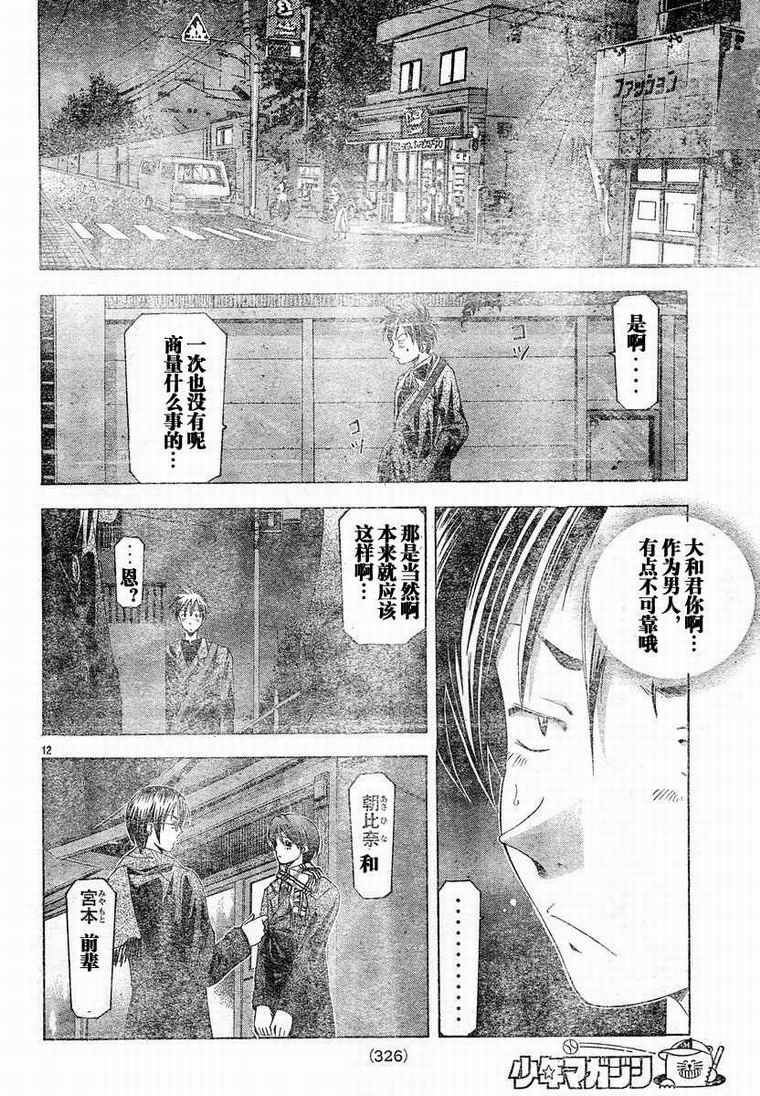 ファッション
是啊
····
一次也没有呢
商量什么事的…
コツ
コツ
大和君你啊…
作为男人，
有点不可靠哦
········
那是当然啊
本来就应该
这样啊…
···
恩？
12
朝比奈 和
あさひな
宮本 前辈
みやもと
(326)
少年マガジン